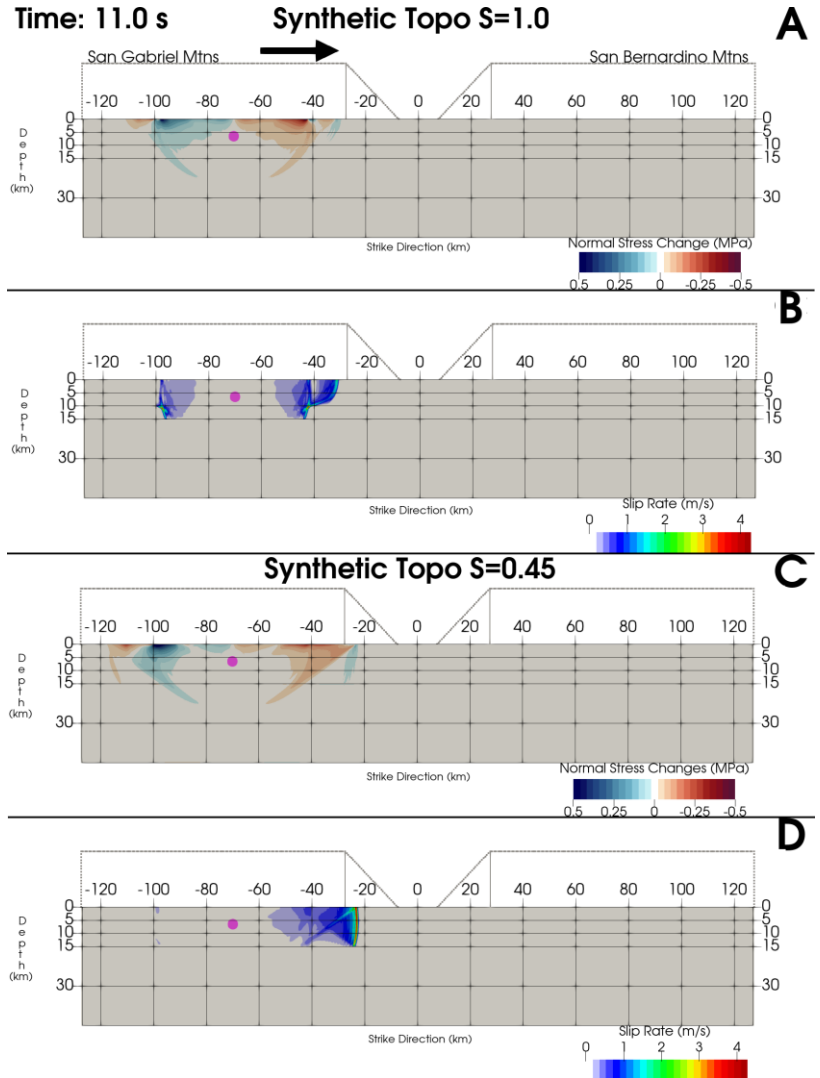 Time: 11.0 s Synthetic Topo S=1.0 A
San Gabriel Mtns San Bernardino Mtns
-120 -100 -80 -60 -40 -20 0 20 40 60 80 100 120
0 0
5 5
10 10
15 15
30 30
Depth
(km)
Strike Direction (km)
Normal Stress Change (MPa)
0.5 0.25 0 -0.25 -0.5
B
-120 -100 -80 -60 -40 -20 0 20 40 60 80 100 120
0 0
5 5
10 10
15 15
30 30
Depth
(km)
Strike Direction (km)
Slip Rate (m/s)
0 1 2 3 4
Synthetic Topo S=0.45 C
-120 -100 -80 -60 -40 -20 0 20 40 60 80 100 120
0 0
5 5
10 10
15 15
30 30
Depth
(km)
Strike Direction (km)
Normal Stress Changes (MPa)
0.5 0.25 0 -0.25 -0.5
D
-120 -100 -80 -60 -40 -20 0 20 40 60 80 100 120
0 0
5 5
10 10
15 15
30 30
Depth
(km)
Strike Direction (km)
Slip Rate (m/s)
0 1 2 3 4